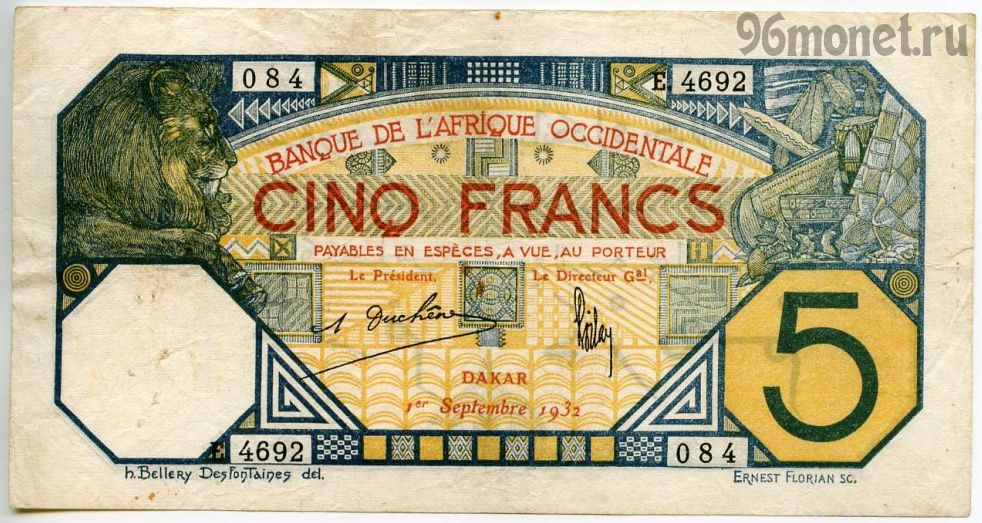 96monet.ru
084
E. 4692
BANQUE DE L'AFRIQUE OCCIDENTALE
CINQ FRANCS
PAYABLES EN ESPÈCES, A VUE, AU PORTEUR
Le Président,
Le Directeur Gal,
A Duchêne
DAKAR
1er Septembre 1932
5
E 4692
084
h. Bellery Desfontaines del.
ERNEST FLORIAN SC.